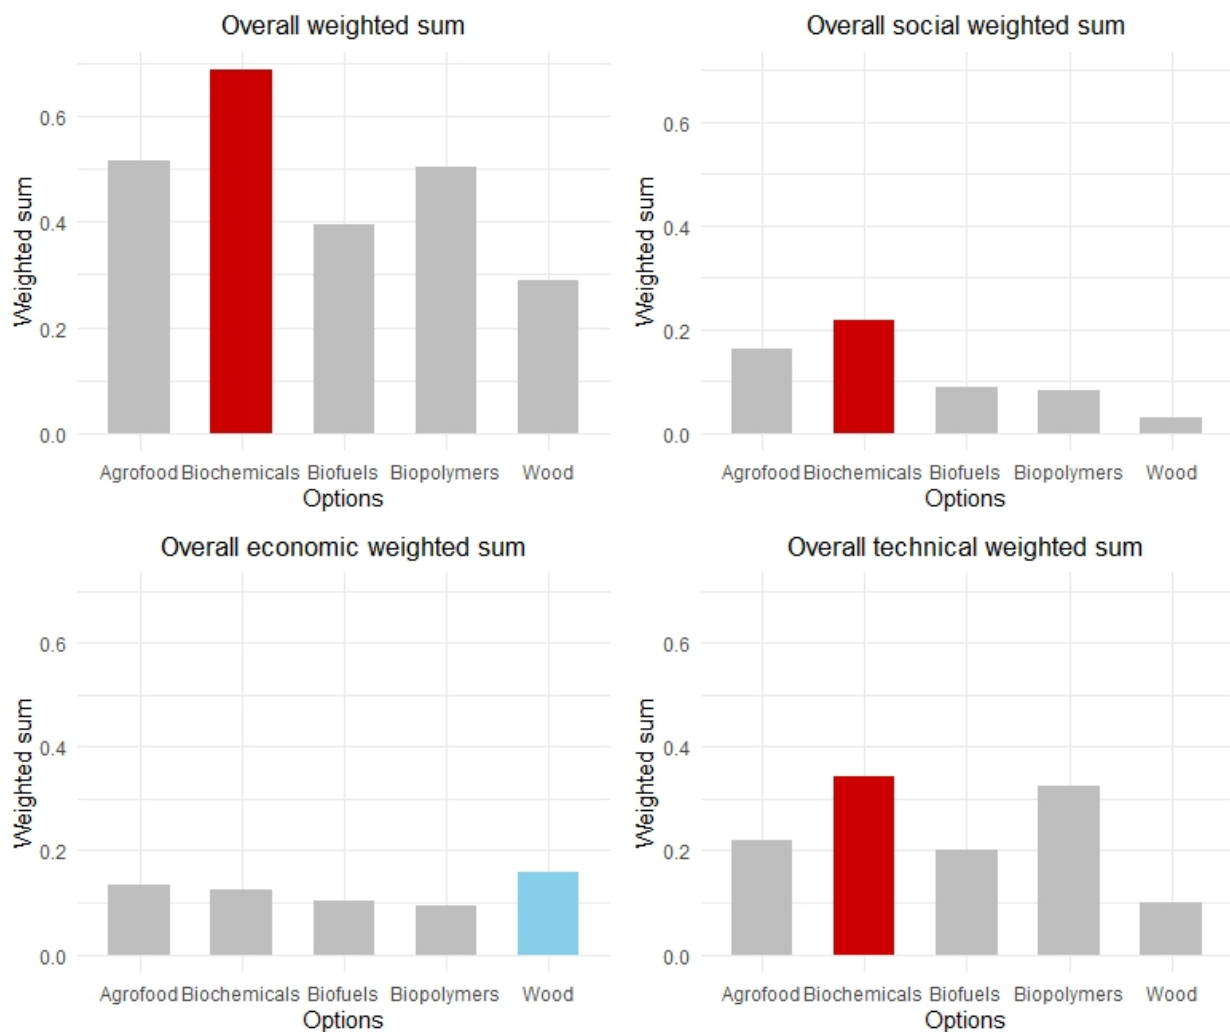 Overall weighted sum
Weighted sum
0.6
0.4
0.2
0.0
Agrofood Biochemicals Biofuels Biopolymers Wood
Options
Overall social weighted sum
Weighted sum
0.6
0.4
0.2
0.0
Agrofood Biochemicals Biofuels Biopolymers Wood
Options
Overall economic weighted sum
Weighted sum
0.6
0.4
0.2
0.0
Agrofood Biochemicals Biofuels Biopolymers Wood
Options
Overall technical weighted sum
Weighted sum
0.6
0.4
0.2
0.0
Agrofood Biochemicals Biofuels Biopolymers Wood
Options